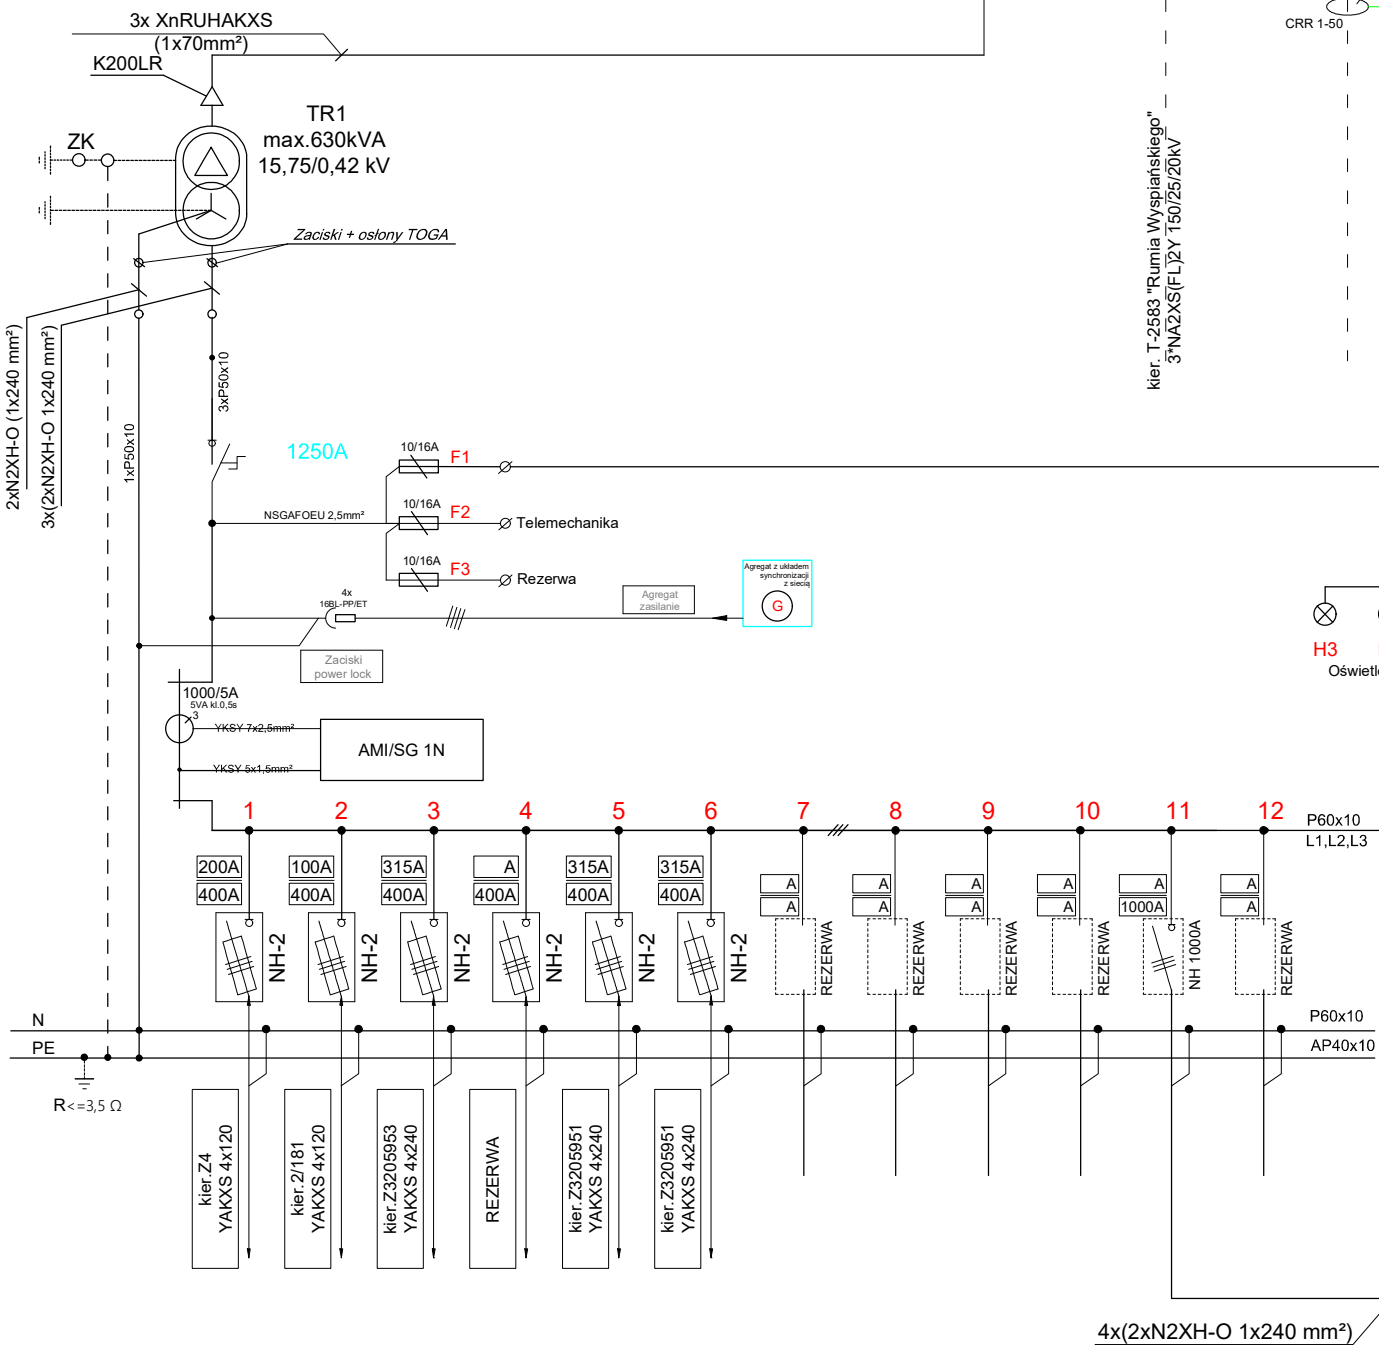 3x XnRUHAKXS
(1x70mm²)
K200LR
CRR 1-50
TR1
max.630kVA
15,75/0,42 kV
ZK
Zaciski + osłony TOGA
kier. T-2583 "Rumia Wyspiańskiego"
3*NA2XS(FL)2Y 150/25/20kV
2xN2XH-O (1x240 mm²)
3x(2xN2XH-O 1x240 mm²)
1xP50x10
3xP50x10
1250A
10/16A
F1
NSGAFOEU 2,5mm²
10/16A
F2
Telemechanika
10/16A
F3
Rezerwa
4x
16BL-PP/ET
Agregat
zasilanie
Agregat z układem
synchronizacji
z siecią
G
Zaciski
power lock
H3
1000/5A
5VA kl.0,5s
3
YKSY 7x2,5mm²
YKSY 5x1,5mm²
AMI/SG 1N
1 2 3 4 5 6 7 8 9 10 11 12
P60x10
L1,L2,L3
200A 100A 315A A 315A 315A A A A A A A
400A 400A 400A 400A 400A 400A A A A A 1000A A
NH-2
NH-2
NH-2
NH-2
NH-2
NH-2
REZERWA
REZERWA
REZERWA
REZERWA
NH 1000A
REZERWA
N
P60x10
PE
AP40x10
R<=3,5 Ω
kier.Z4
YAKXS 4x120
kier.2/181
YAKXS 4x120
kier.Z3205953
YAKXS 4x240
REZERWA
kier.Z3205951
YAKXS 4x240
kier.Z3205951
YAKXS 4x240
4x(2xN2XH-O 1x240 mm²)